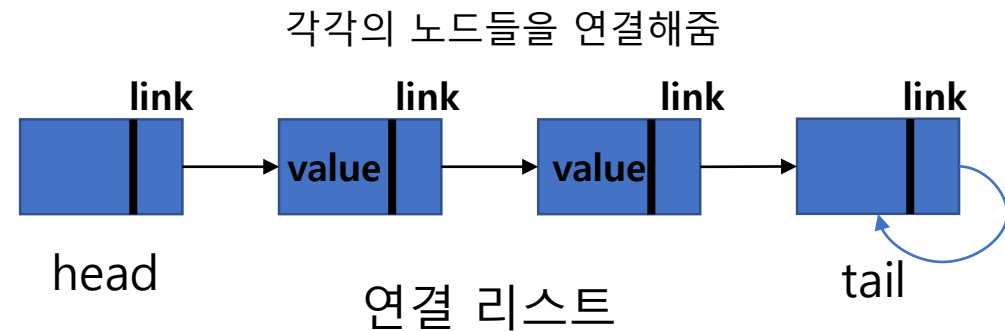 각각의 노드들을 연결해줌
link link link link
value value
head tail
연결 리스트